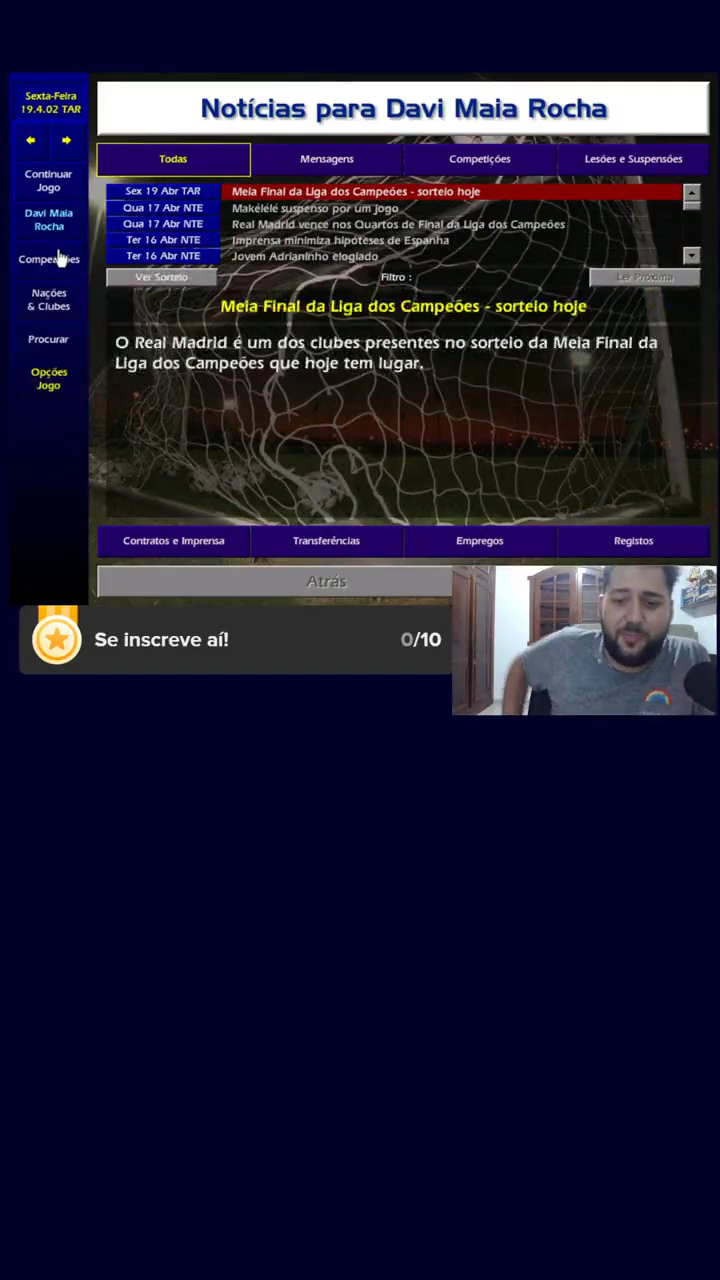 Sexta-Feira
19.4.02 TAR
Continuar
Jogo
Davi Maia
Rocha
Competições
Nações
& Clubes
Procurar
Opções
Jogo
Notícias para Davi Maia Rocha
Todas
Mensagens
Competições
Lesões e Suspensões
Sex 19 Abr TAR Meia Final da Liga dos Campeões - sorteio hoje
Qua 17 Abr NTE Makélélé suspenso por um jogo
Qua 17 Abr NTE Real Madrid vence nos Quartos de Final da Liga dos Campeões
Ter 16 Abr NTE Imprensa minimiza hipóteses de Espanha
Ter 16 Abr NTE Jovem Adrianinho elogiado
Ver Sorteio
Filtro :
Ler Próxima
Meia Final da Liga dos Campeões - sorteio hoje
O Real Madrid é um dos clubes presentes no sorteio da Meia Final da
Liga dos Campeões que hoje tem lugar.
Contratos e Imprensa
Transferências
Empregos
Registos
Atrás
Se inscreve aí!
0/10